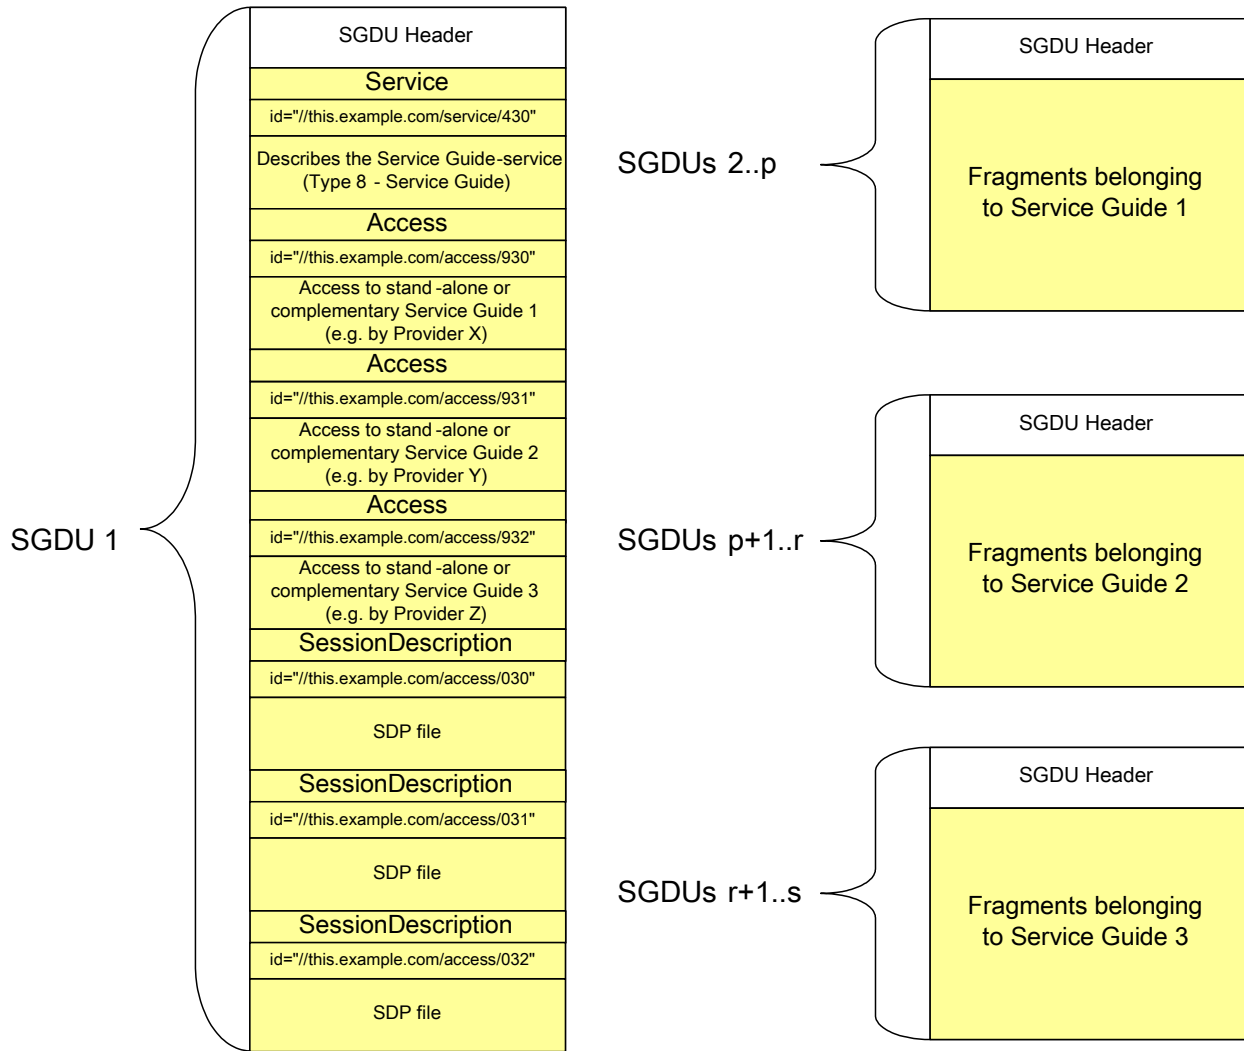 SGDU 1
SGDU Header
Service
id="//this.example.com/service/430"
Describes the Service Guide-service
(Type 8 - Service Guide)
Access
id="//this.example.com/access/930"
Access to stand-alone or
complementary Service Guide 1
(e.g. by Provider X)
Access
id="//this.example.com/access/931"
Access to stand-alone or
complementary Service Guide 2
(e.g. by Provider Y)
Access
id="//this.example.com/access/932"
Access to stand-alone or
complementary Service Guide 3
(e.g. by Provider Z)
SessionDescription
id="//this.example.com/access/030"
SDP file
SessionDescription
id="//this.example.com/access/031"
SDP file
SessionDescription
id="//this.example.com/access/032"
SDP file
SGDUs 2..p
SGDU Header
Fragments belonging
to Service Guide 1
SGDUs p+1..r
SGDU Header
Fragments belonging
to Service Guide 2
SGDUs r+1..s
SGDU Header
Fragments belonging
to Service Guide 3